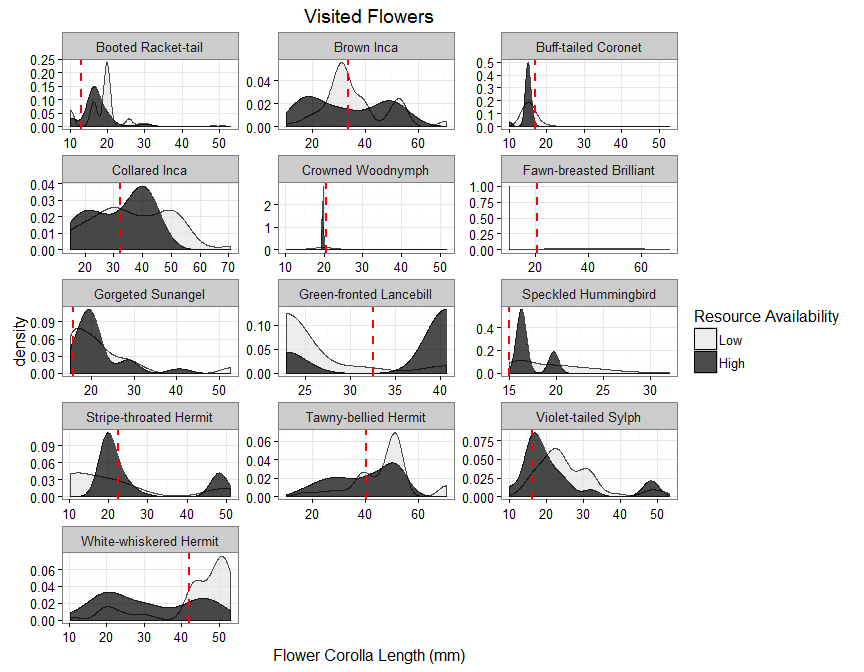 Visited Flowers
Booted Racket-tail
Brown Inca
Buff-tailed Coronet
0.25
0.20
0.15
0.10
0.05
0.00
10 20 30 40 50
0.04
0.02
0.00
20 40 60
0.5
0.4
0.3
0.2
0.1
0
10 20 30 40 50
Collared Inca
Crowned Woodnymph
Fawn-breasted Brilliant
0.04
0.03
0.02
0.01
0.00
20 30 40 50 60 70
2
1
0
10 20 30 40 50
1.00
0.75
0.50
0.25
0.00
20 40 60
Gorgeted Sunangel
Green-fronted Lancebill
Speckled Hummingbird
0.09
0.06
0.03
0.00
20 30 40 50
0.10
0.05
0.00
25 30 35 40
0.4
0.2
0.0
15 20 25 30
Stripe-throated Hermit
Tawny-bellied Hermit
Violet-tailed Sylph
0.09
0.06
0.03
0.00
10 20 30 40 50
0.06
0.04
0.02
0.00
20 40 60
0.075
0.050
0.025
0.000
10 20 30 40 50
White-whiskered Hermit
0.06
0.04
0.02
0.00
10 20 30 40 50
density
Flower Corolla Length (mm)
Resource Availability
Low
High